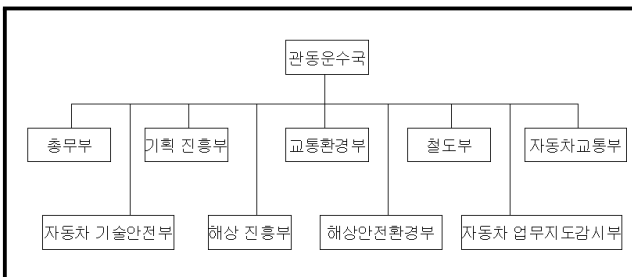 관동운수국
총무부
기획 진흥부
교통환경부
철도부
자동차교통부
자동차 기술안전부
해상 진흥부
해상안전환경부
자동차 업무지도감시부